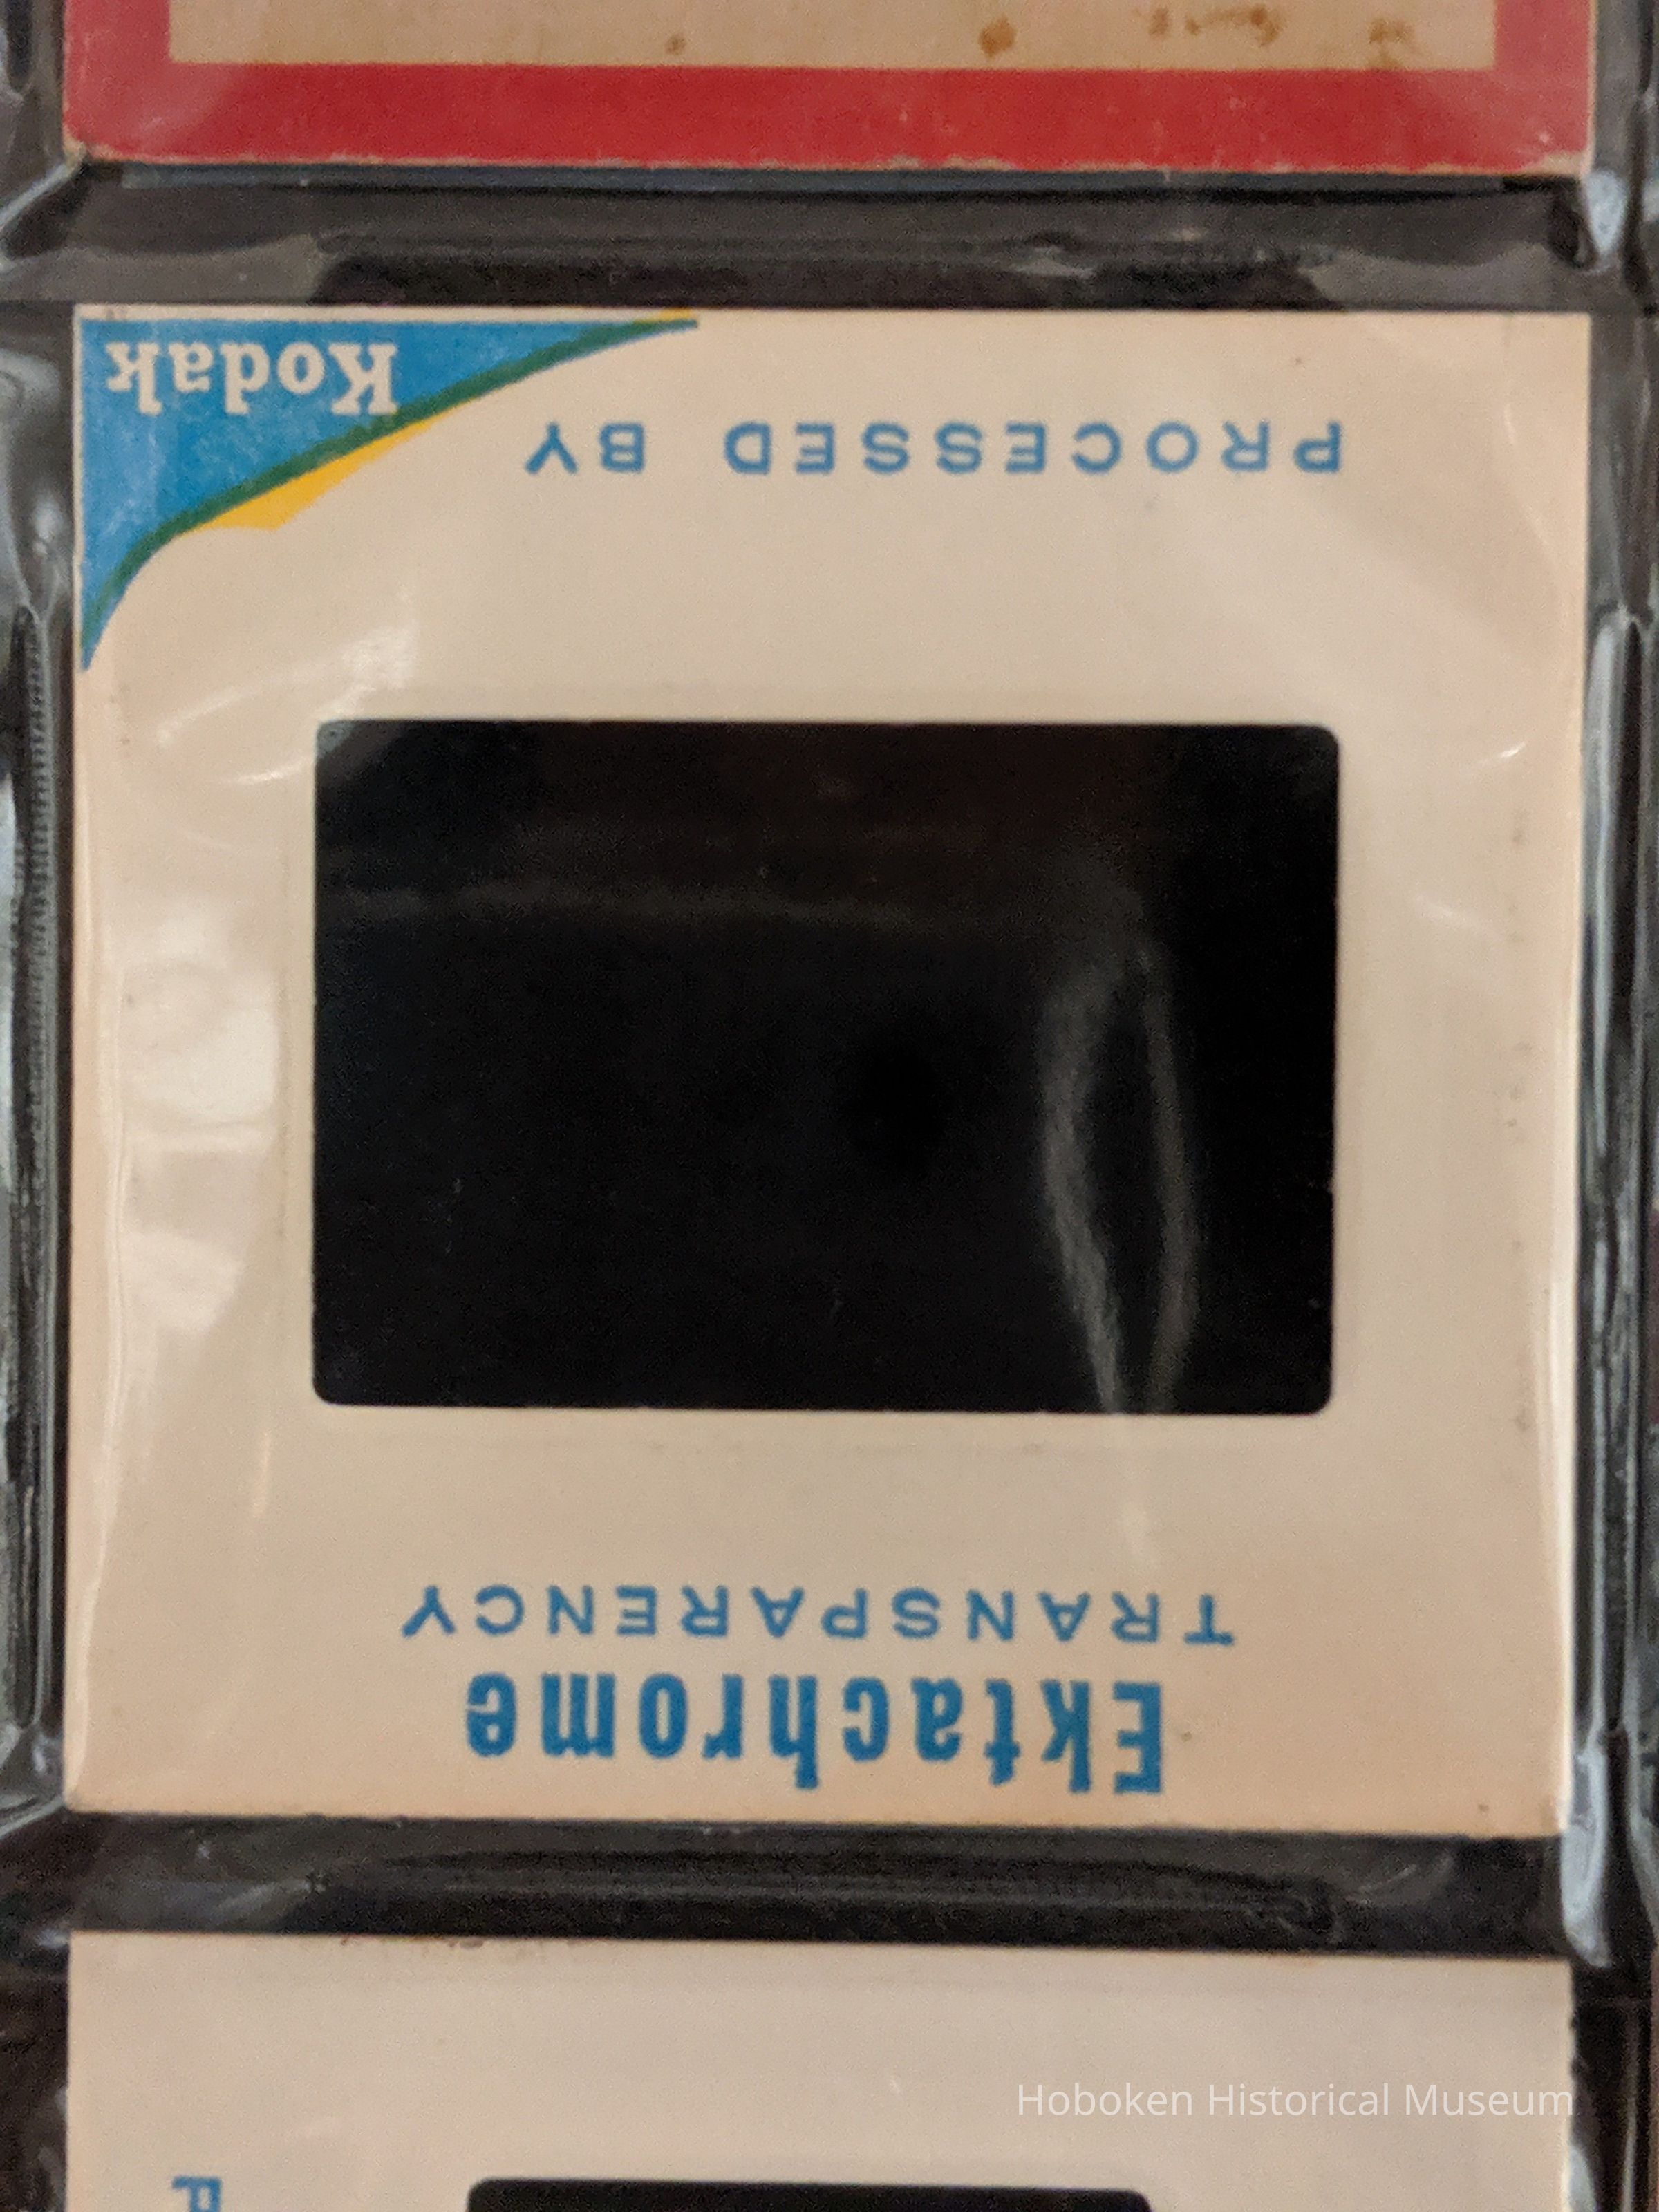 Ektachrome
TRANSPARENCY
PROCESSED BY
Kodak
P
Hoboken Historical Museum